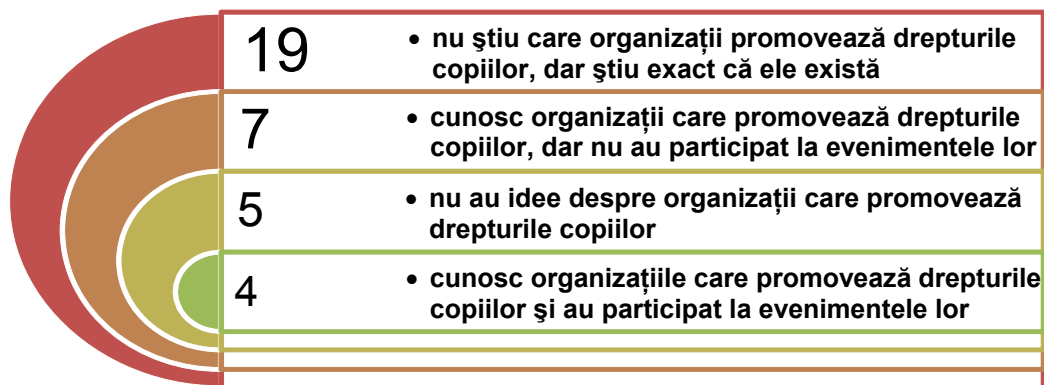 19
• nu ştiu care organizații promovează drepturile
copiilor, dar ştiu exact că ele există
7
• cunosc organizații care promovează drepturile
copiilor, dar nu au participat la evenimentele lor
5
• nu au idee despre organizații care promovează
drepturile copiilor
4
• cunosc organizațiile care promovează drepturile
copiilor şi au participat la evenimentele lor